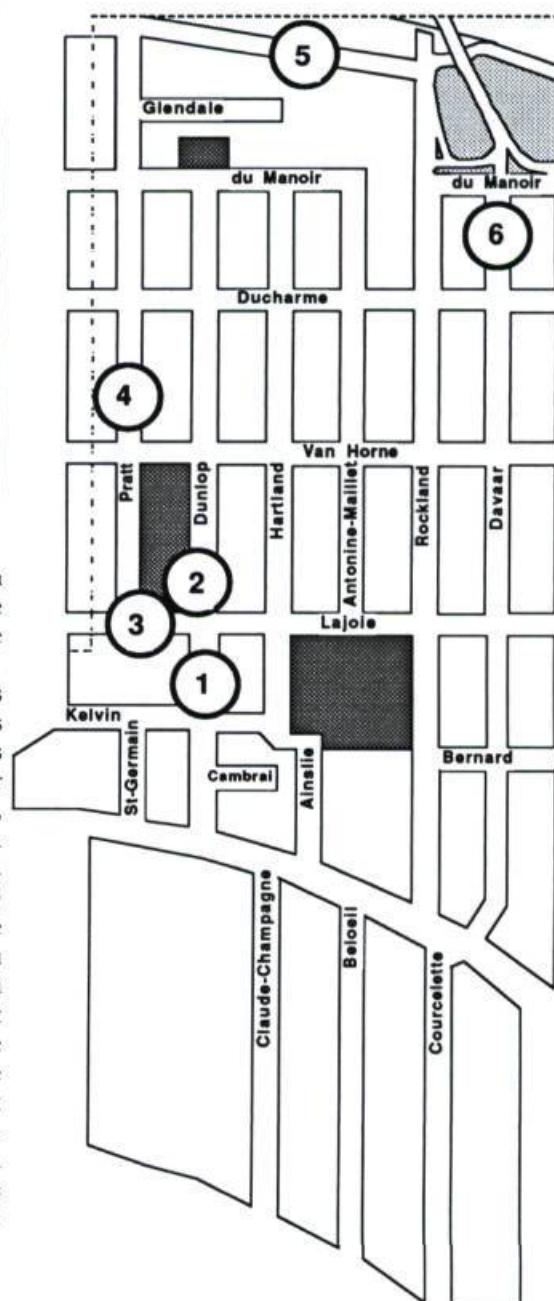 5
Glendale
du Manoir
du Manoir
6
Ducharme
4
Van Horne
Pratt
Dunlop
Hartland
Antonine-Maillet
Rockland
Davaar
2
3
Lajoie
1
Kelvin
St-Germain
Cambrai
Ainslie
Bernard
Claude-Champagne
Beloeil
Courcelette